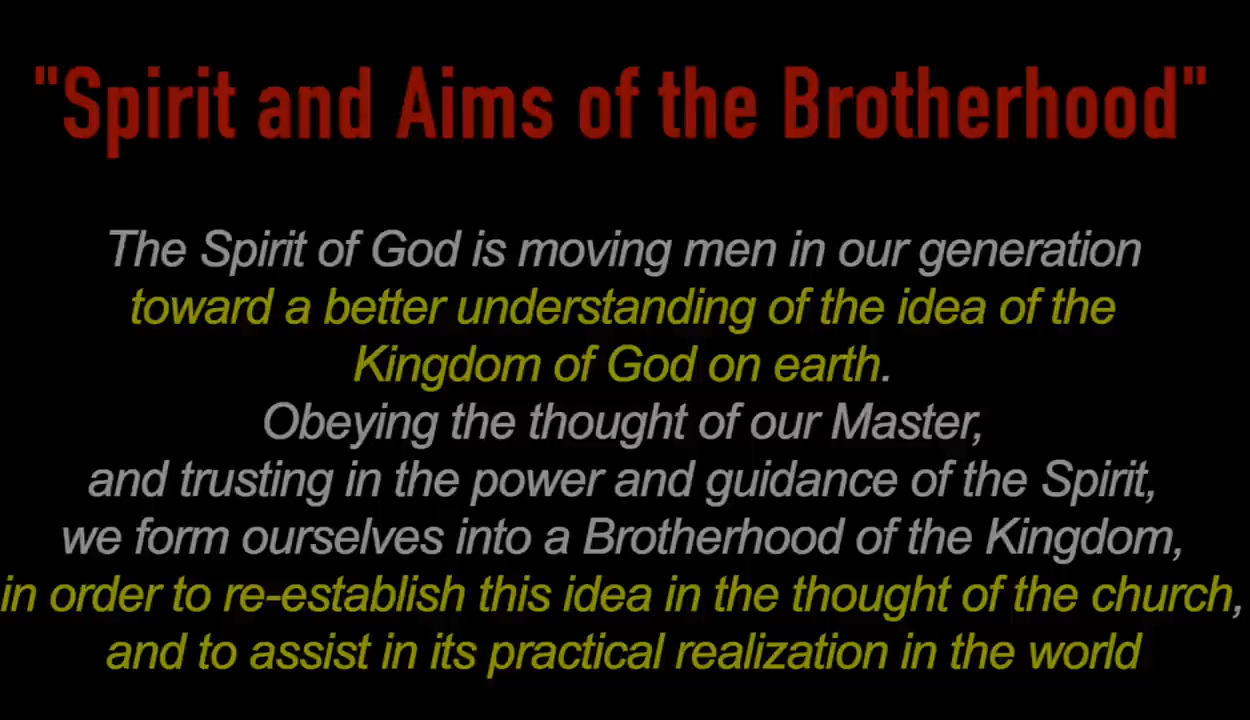 "Spirit and Aims of the Brotherhood"
The Spirit of God is moving men in our generation
toward a better understanding of the idea of the
Kingdom of God on earth.
Obeying the thought of our Master,
and trusting in the power and guidance of the Spirit,
we form ourselves into a Brotherhood of the Kingdom,
in order to re-establish this idea in the thought of the church,
and to assist in its practical realization in the world